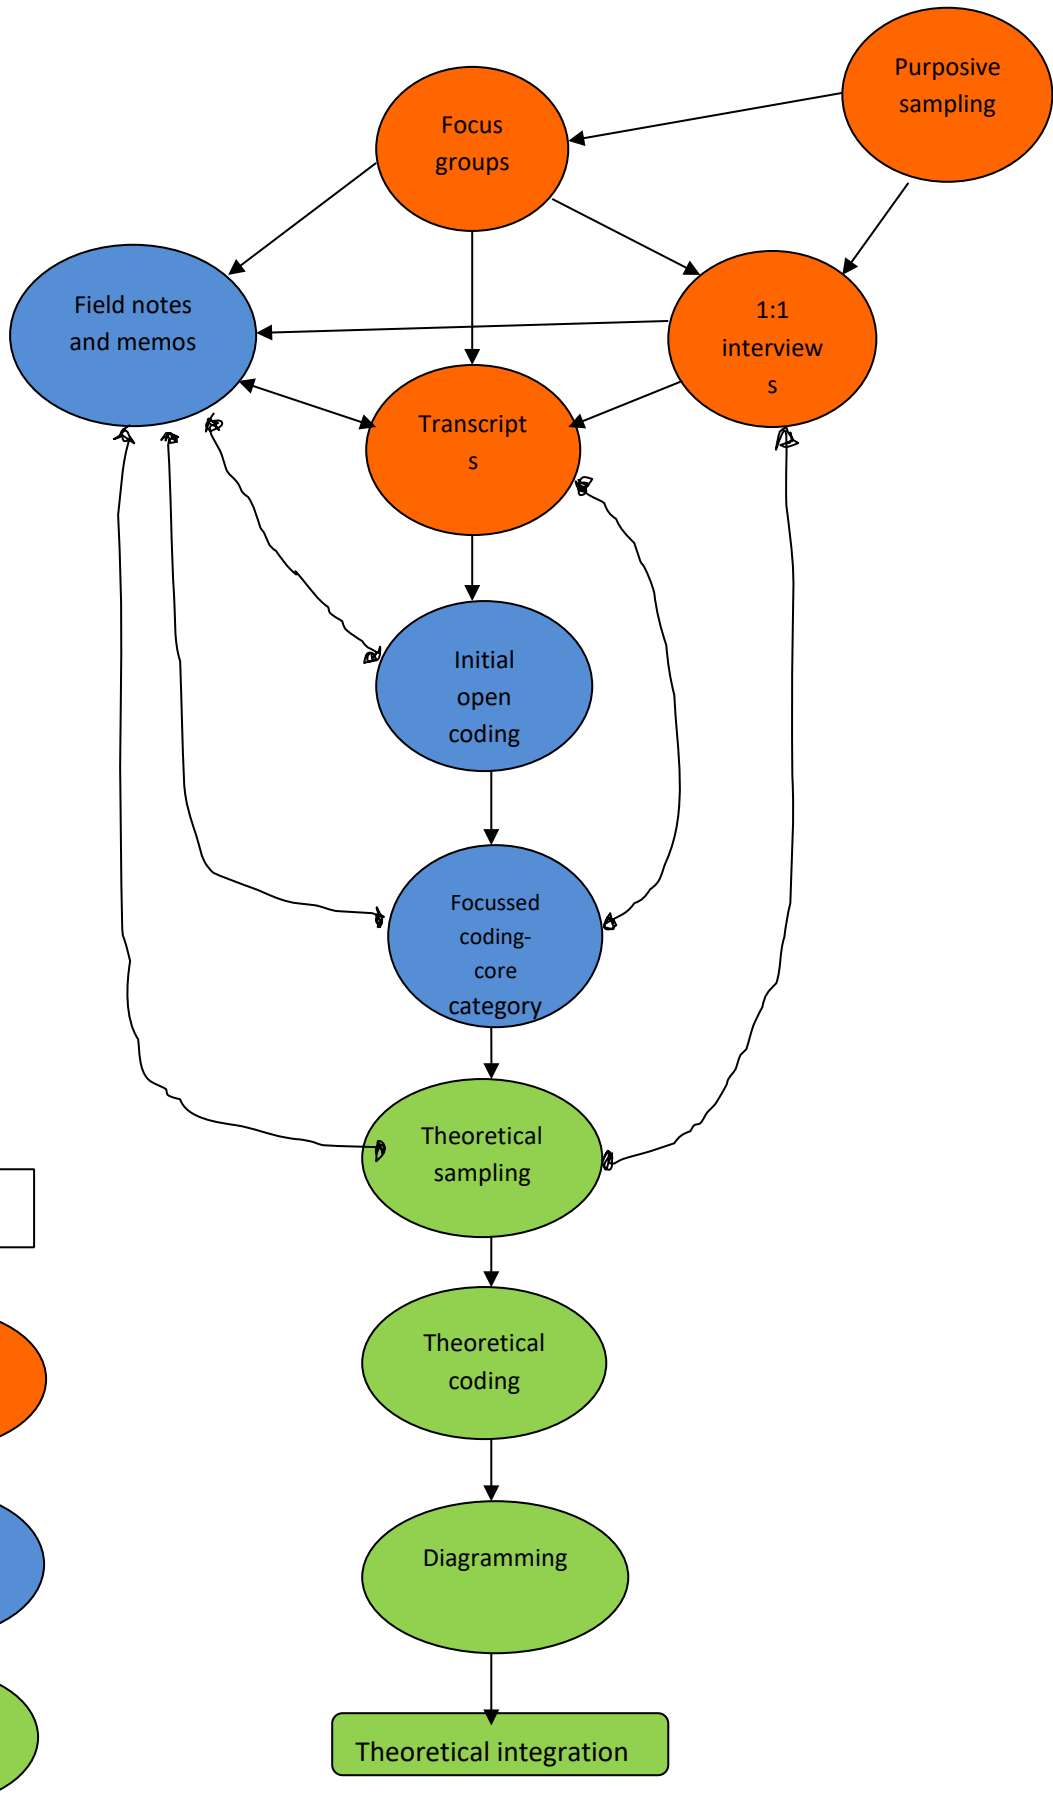 Purposive
sampling
Focus
groups
Field notes
and memos
1:1
interview
s
Transcript
s
Initial
open
coding
Focussed
coding-
core
category
Theoretical
sampling
Theoretical
coding
Diagramming
Theoretical integration